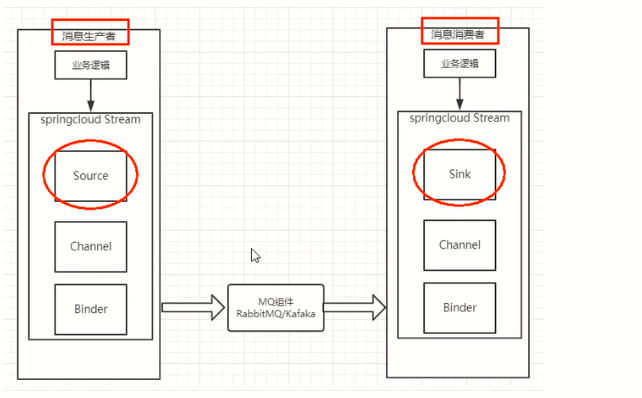 消息生产者
业务逻辑
springcloud Stream
Source
Channel
Binder
MQ组件
RabbitMQ/Kafaka
消息消费者
业务逻辑
springcloud Stream
Sink
Channel
Binder